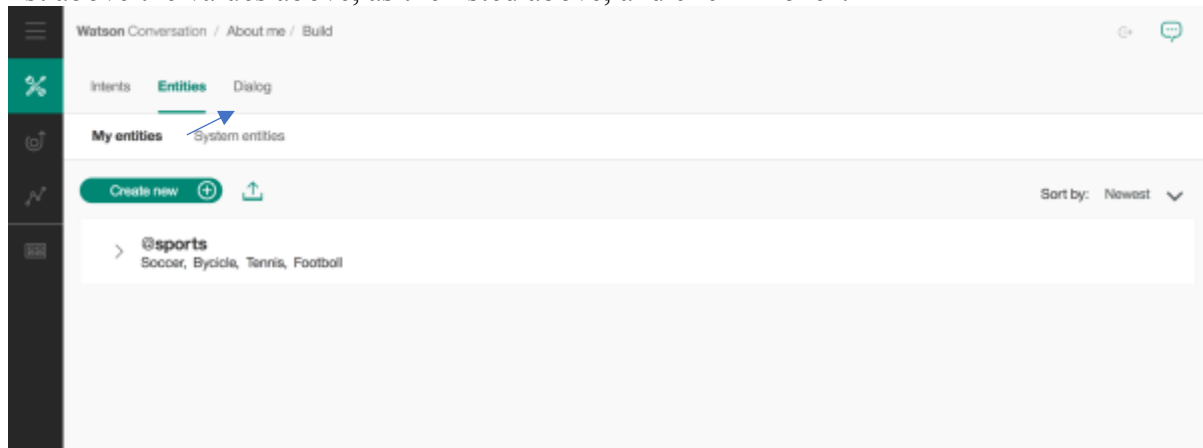 Watson Conversation / About me / Build
Intents Entities Dialog
My entities System entities
Create new
Sort by: Newest
@sports
Soccer, Bycicle, Tennis, Football